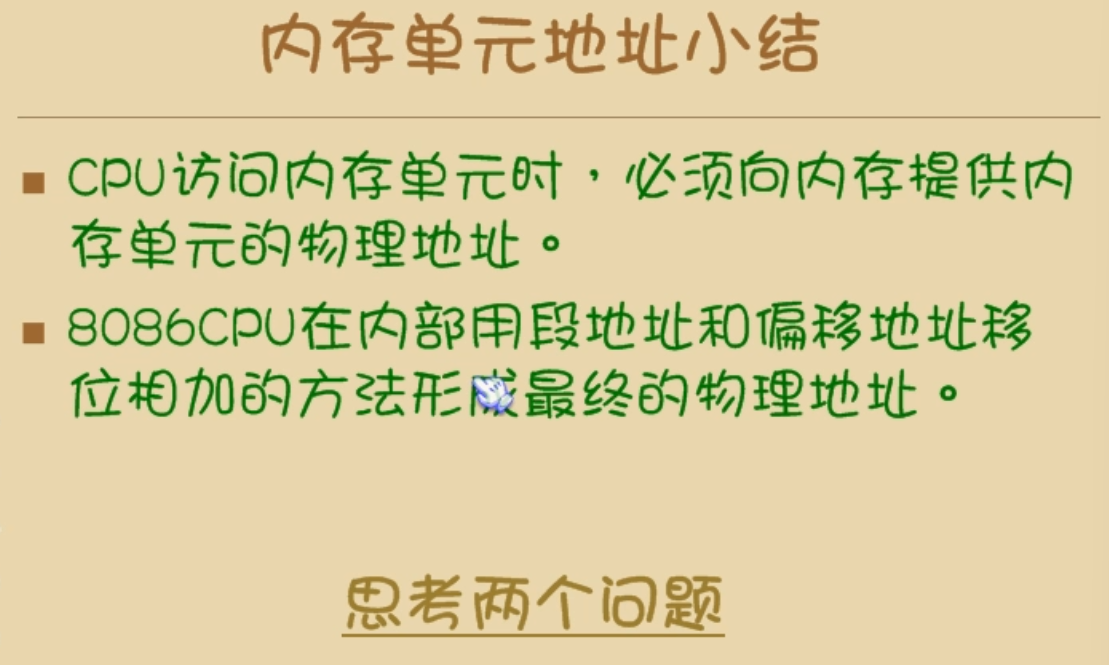 内存单元地址小结
CPU访问内存单元时，必须向内存提供内
存单元的物理地址。
8086CPU在内部用段地址和偏移地址移
位相加的方法形成最终的物理地址。
思考两个问题